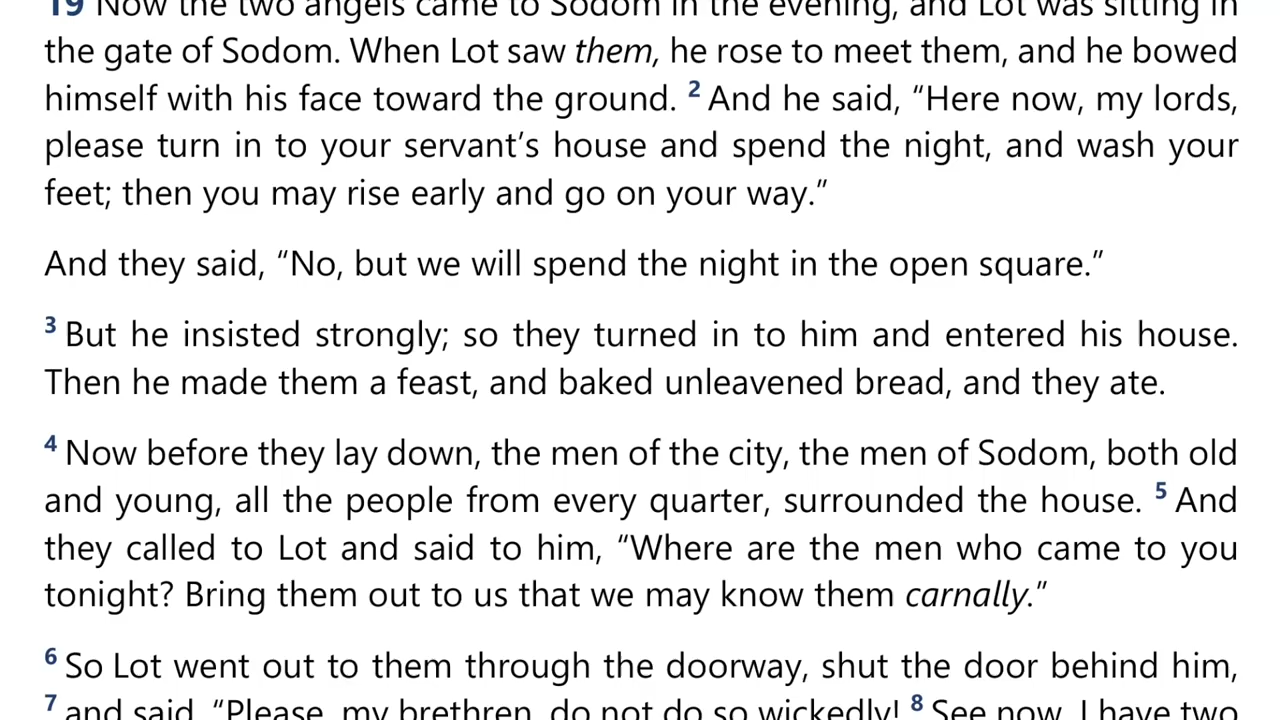 19 Now the two angels came to Sodom in the evening, and Lot was sitting in
the gate of Sodom. When Lot saw them, he rose to meet them, and he bowed
himself with his face toward the ground. 2 And he said, “Here now, my lords,
please turn in to your servant’s house and spend the night, and wash your
feet; then you may rise early and go on your way.”
And they said, “No, but we will spend the night in the open square.”
3 But he insisted strongly; so they turned in to him and entered his house.
Then he made them a feast, and baked unleavened bread, and they ate.
4 Now before they lay down, the men of the city, the men of Sodom, both old
and young, all the people from every quarter, surrounded the house. 5 And
they called to Lot and said to him, “Where are the men who came to you
tonight? Bring them out to us that we may know them carnally.”
6 So Lot went out to them through the doorway, shut the door behind him,
7 and said, “Please, my brethren, do not do so wickedly! 8 See now, I have two